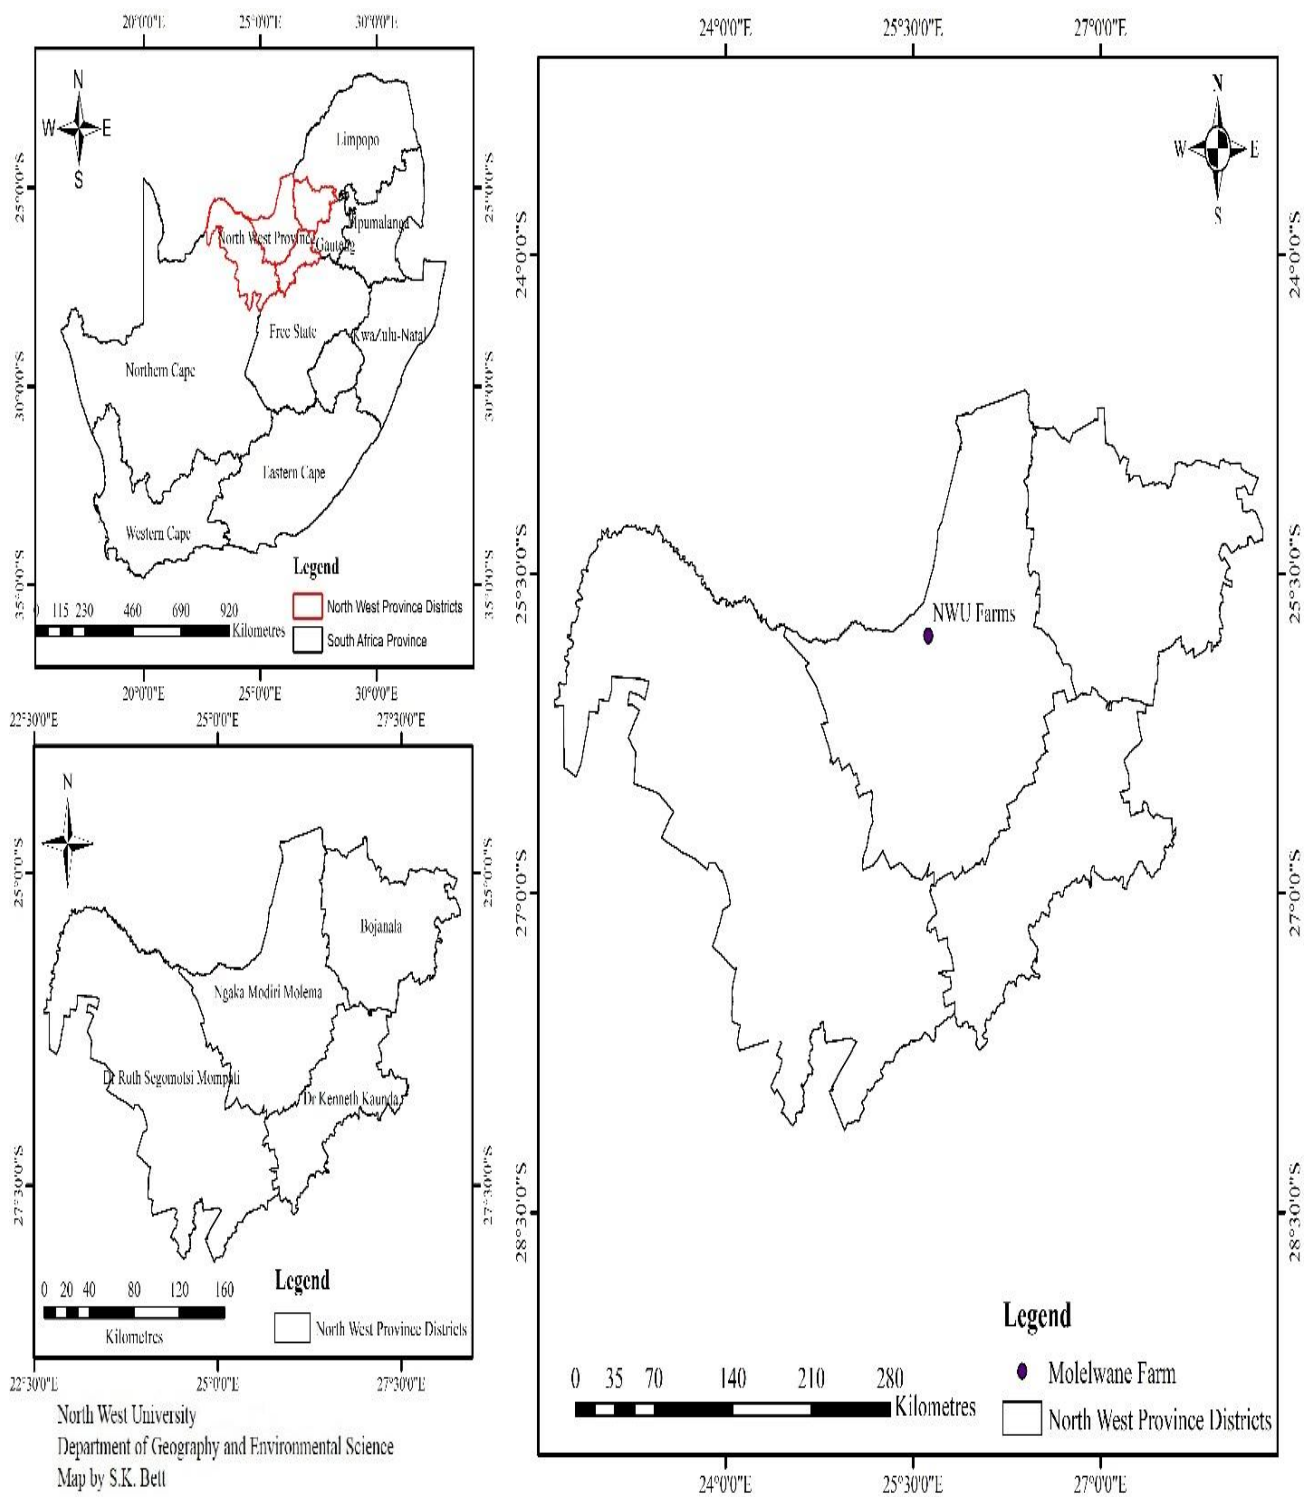 20°0'0"E 25°0'0"E 30°0'0"E
N
W E
S
25°0'0"S 25°0'0"S
30°0'0"S 30°0'0"S
35°0'0"S 35°0'0"S
Limpopo
Mpumalanga
North West Province
Gauteng
Free State
KwaZulu-Natal
Northern Cape
Eastern Cape
Western Cape
Legend
North West Province Districts
South Africa Province
0 115 230 460 690 920
Kilometres
20°0'0"E 25°0'0"E 30°0'0"E
22°30'0"E 25°0'0"E 27°30'0"E
N
25°0'0"S 25°0'0"S
27°30'0"S 27°30'0"S
Bojanala
Ngaka Modiri Molema
Dr Ruth Segomotsi Mompati
Dr Kenneth Kaunda
Legend
North West Province Districts
0 20 40 80 120 160
Kilometres
22°30'0"E 25°0'0"E 27°30'0"E
North West University
Department of Geography and Environmental Science
Map by S.K. Bett
24°0'0"E 25°30'0"E 27°0'0"E
N
W E
S
24°0'0"S 24°0'0"S
25°30'0"S 25°30'0"S
27°0'0"S 27°0'0"S
28°30'0"S 28°30'0"S
NWU Farms
Legend
Molelwane Farm
North West Province Districts
0 35 70 140 210 280
Kilometres
24°0'0"E 25°30'0"E 27°0'0"E